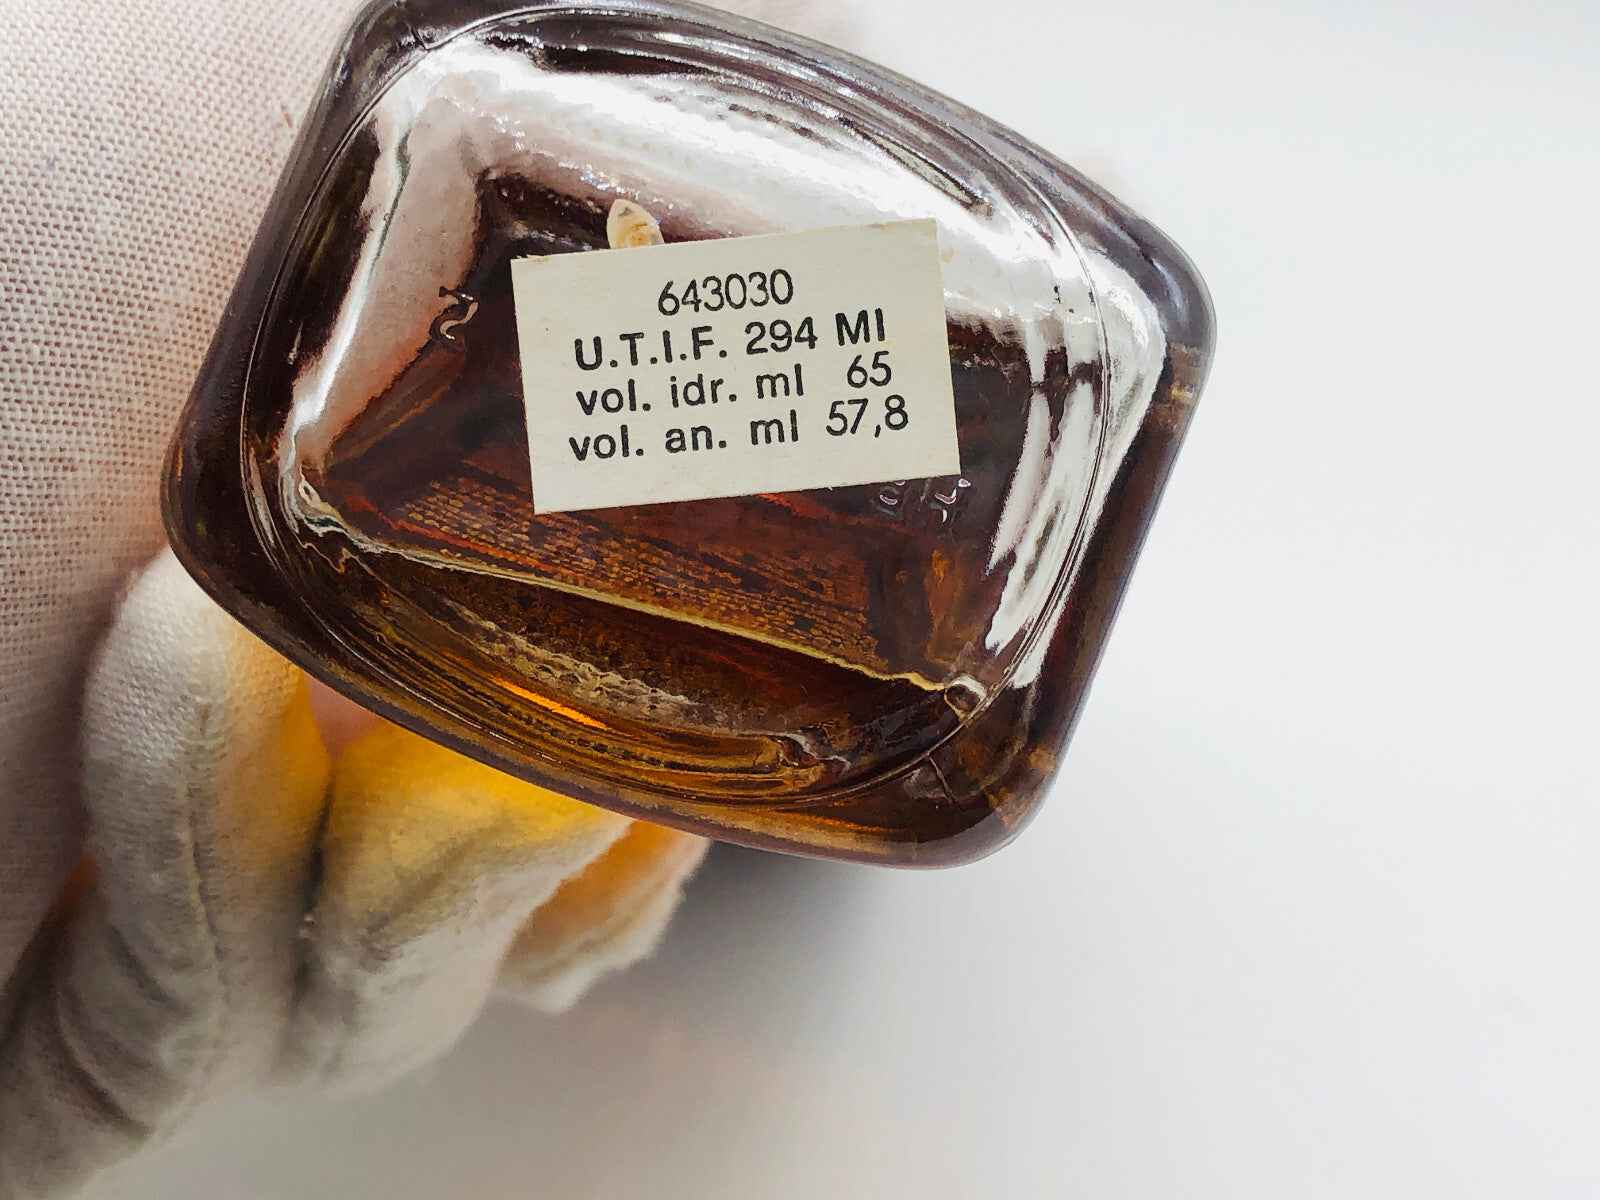 643030
U.T.I.F. 294 MI
vol. idr. ml 65
vol. an. ml 57,8